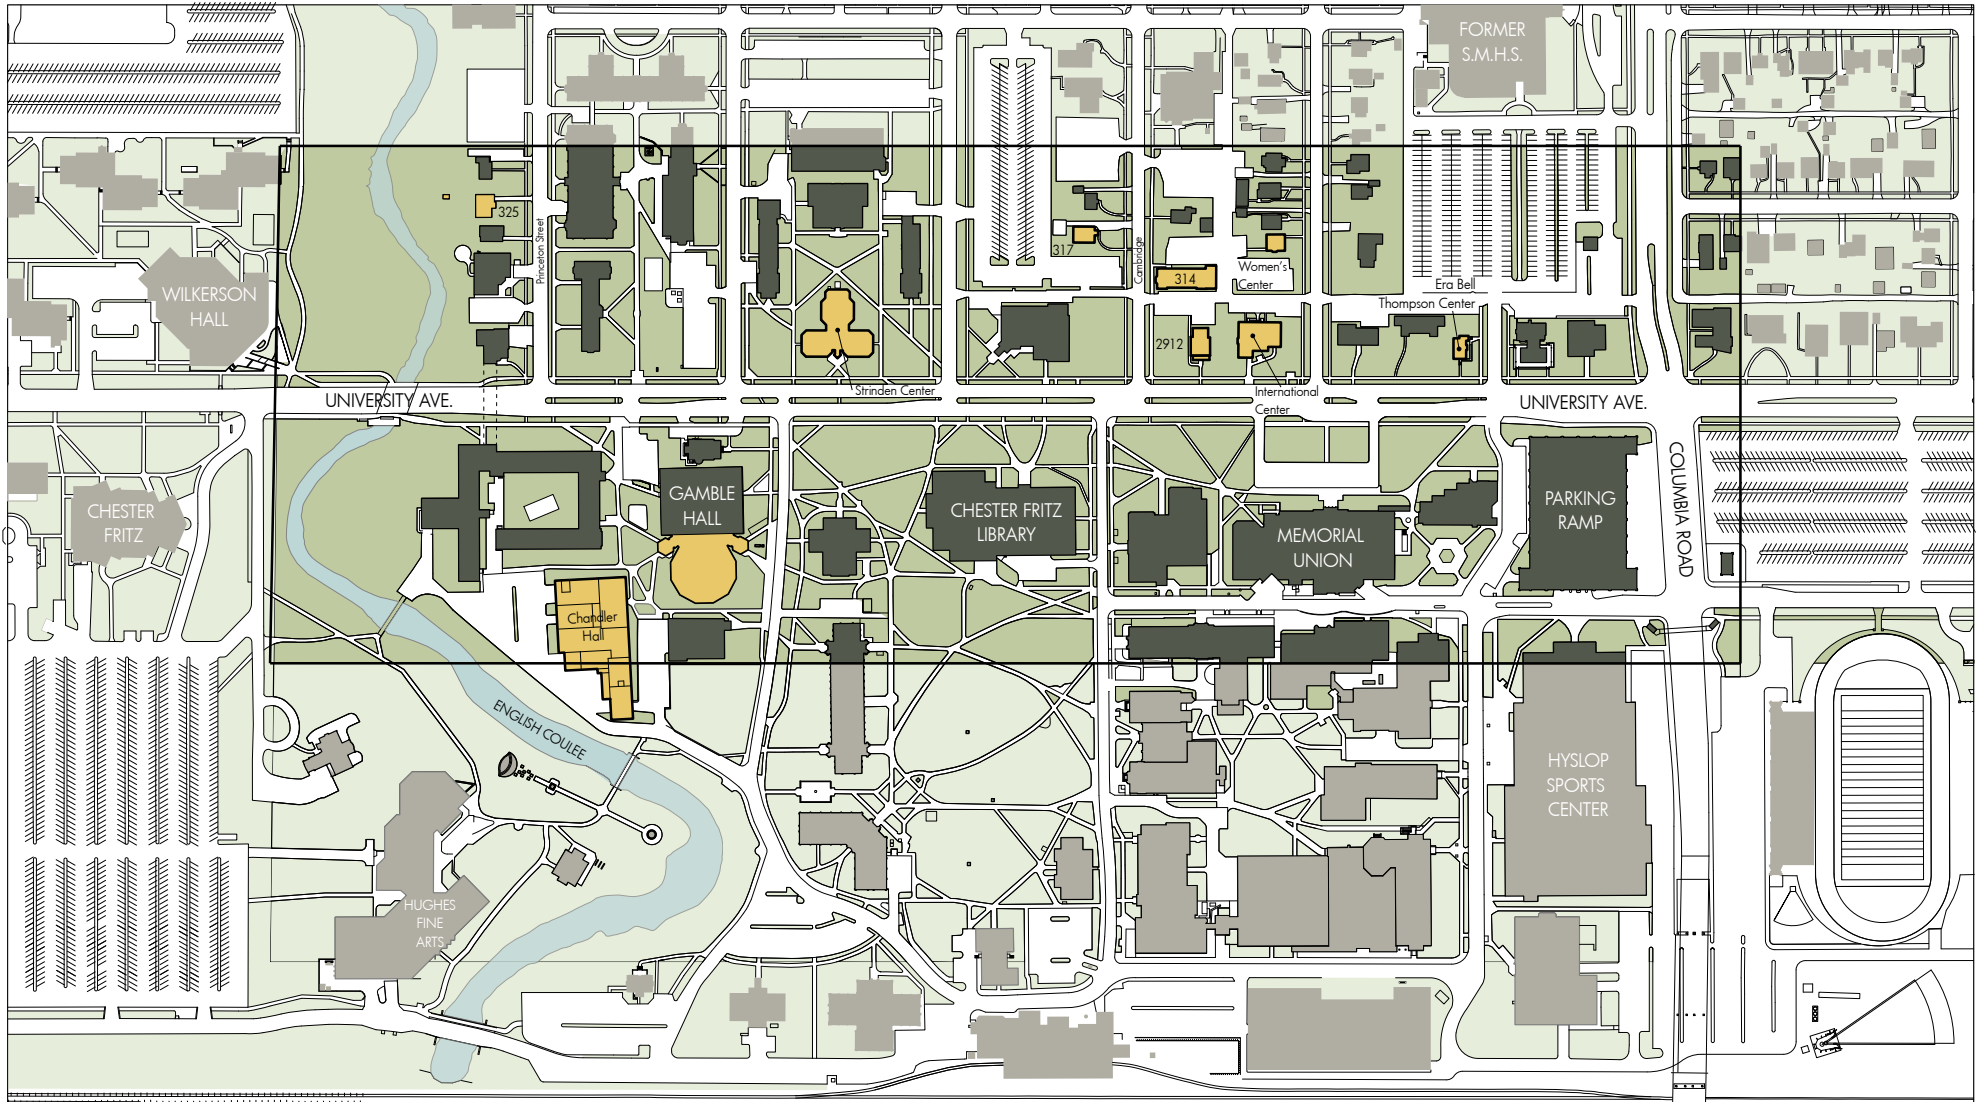 FORMER
S.M.H.S.
325
Princeton Street
317
Cambridge
314
Women's
Center
WILKERSON
HALL
Era Bell
Thompson Center
2912
Strinden Center
International
Center
UNIVERSITY AVE.
UNIVERSITY AVE.
COLUMBIA ROAD
CHESTER
FRITZ
GAMBLE
HALL
CHESTER FRITZ
LIBRARY
MEMORIAL
UNION
PARKING
RAMP
Chandler
Hall
ENGLISH COULEE
HYSLOP
SPORTS
CENTER
HUGHES
FINE
ARTS